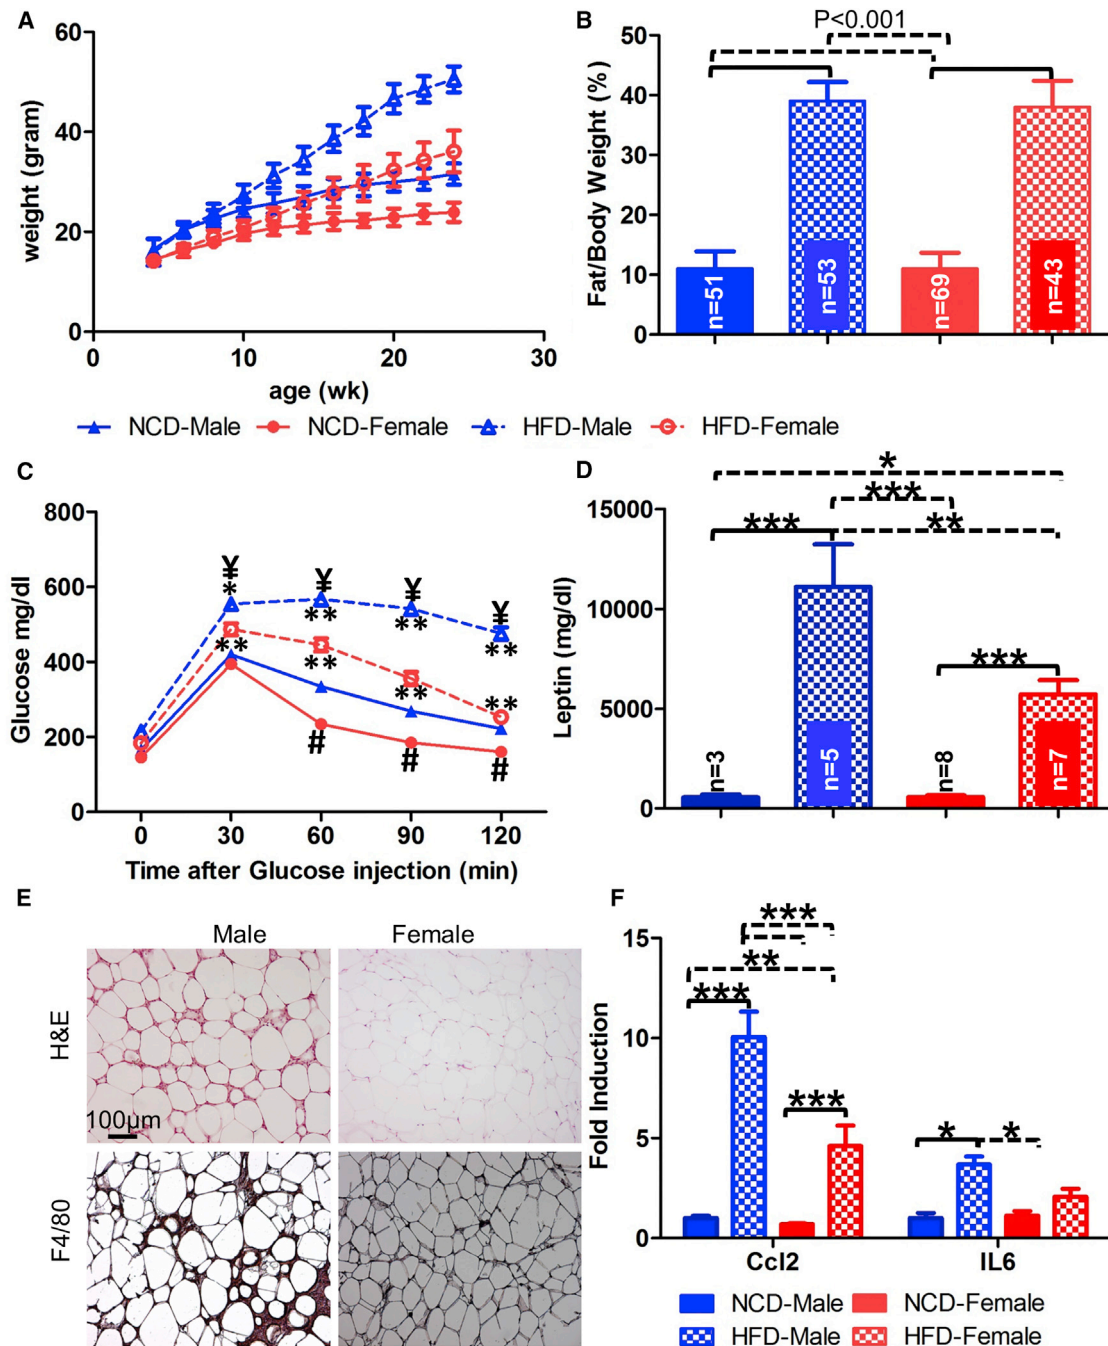 A
60
40
20
0
0
10
20
30
weight (gram)
age (wk)
B
P<0.001
50
40
30
20
10
0
Fat/Body Weight (%)
n=51
n=53
n=69
n=43
NCD-Male
NCD-Female
HFD-Male
HFD-Female
C
800
600
400
200
0
Glucose mg/dl
¥ ¥ ¥ ¥
* ** ** **
** ** ** **
# # #
0
30
60
90
120
Time after Glucose injection (min)
D
*
***
*** **
***
15000
10000
5000
0
Leptin (mg/dl)
n=3
n=5
n=8
n=7
E
Male
Female
H&E
100µm
F4/80
F
***
**
***
***
* *
15
10
5
0
Fold Induction
Ccl2
IL6
NCD-Male
NCD-Female
HFD-Male
HFD-Female